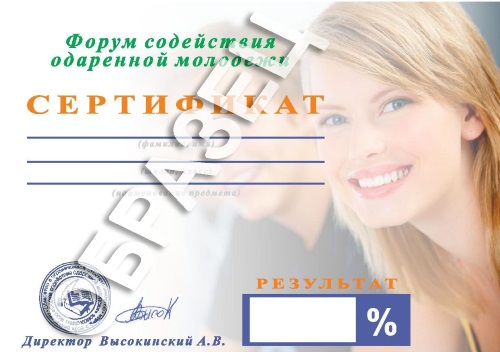 Форум содействия
одаренной молодежи
СЕРТИФИКАТ
(фамилия, имя)
(наименование предмета)
ОБРАЗЕЦ
РЕЗУЛЬТАТ
%
Директор Высокинский А.В.